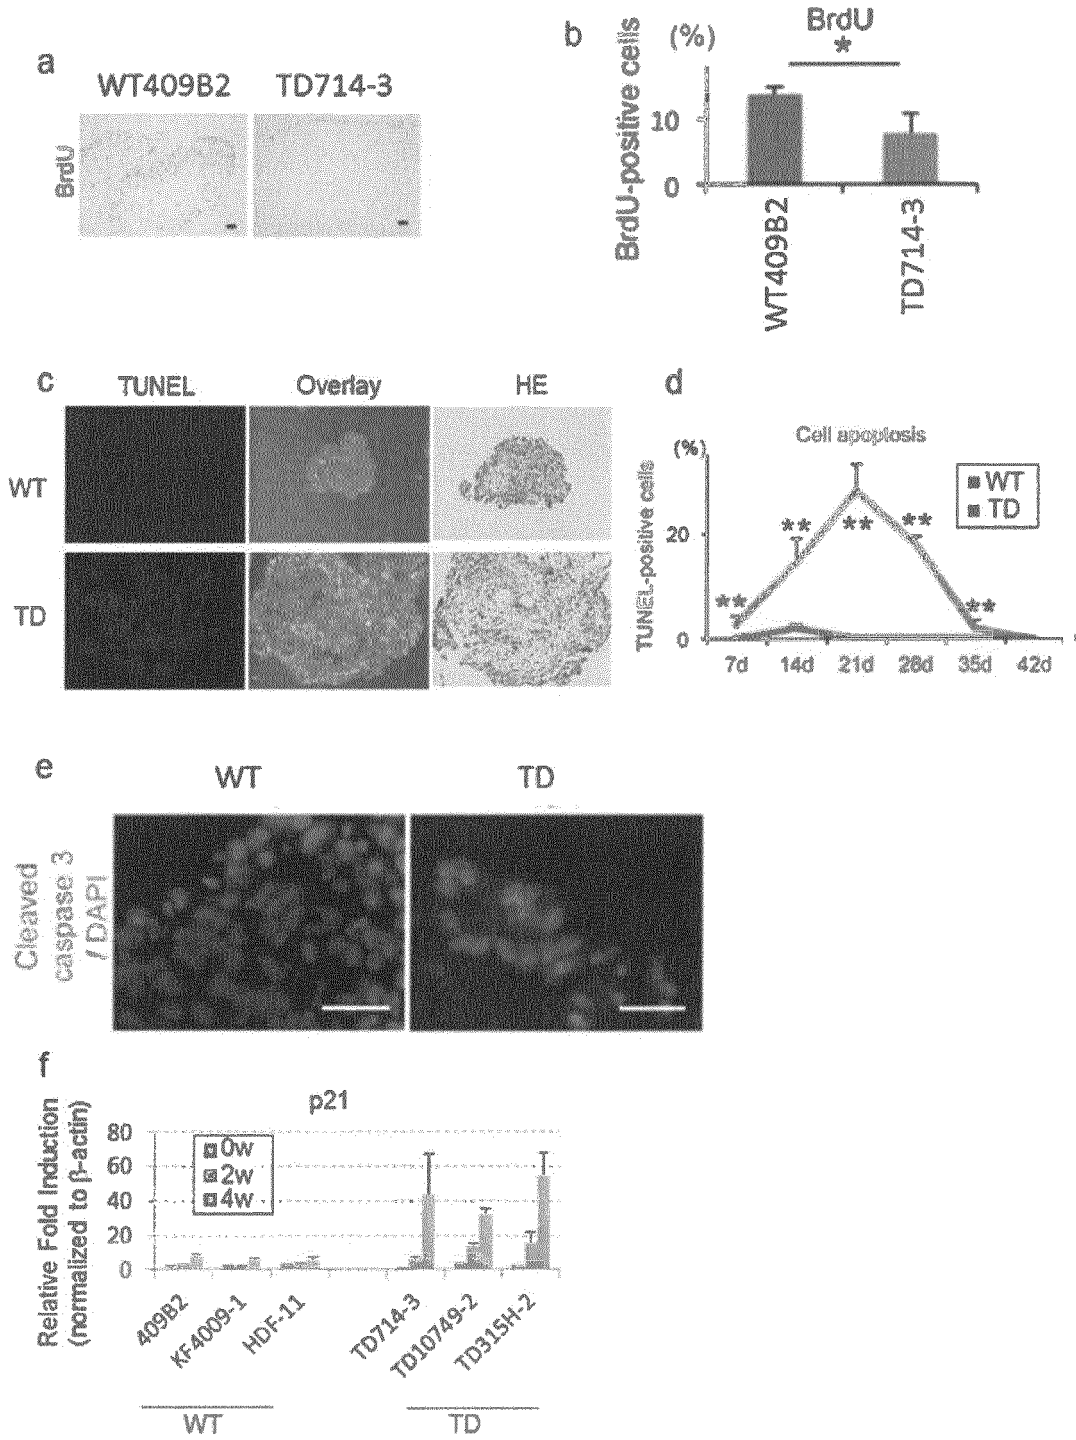 a
WT409B2 TD714-3
BrdU
b
BrdU
(%)
*
BrdU-positive cells
10
0
WT409B2
TD714-3
c
TUNEL Overlay HE
WT
TD
d
Cell apoptosis
(%)
TUNEL-positive cells
WT
TD
20
0
** ** ** ** **
7d 14d 21d 28d 35d 42d
e
WT TD
Cleaved
caspase 3
/ DAPI
f
p21
Relative Fold Induction
(normalized to β-actin)
80
60
40
20
0
0w
2w
4w
409B2
KF4009-1
HDF-11
TD714-3
TD10749-2
TD315H-2
WT TD